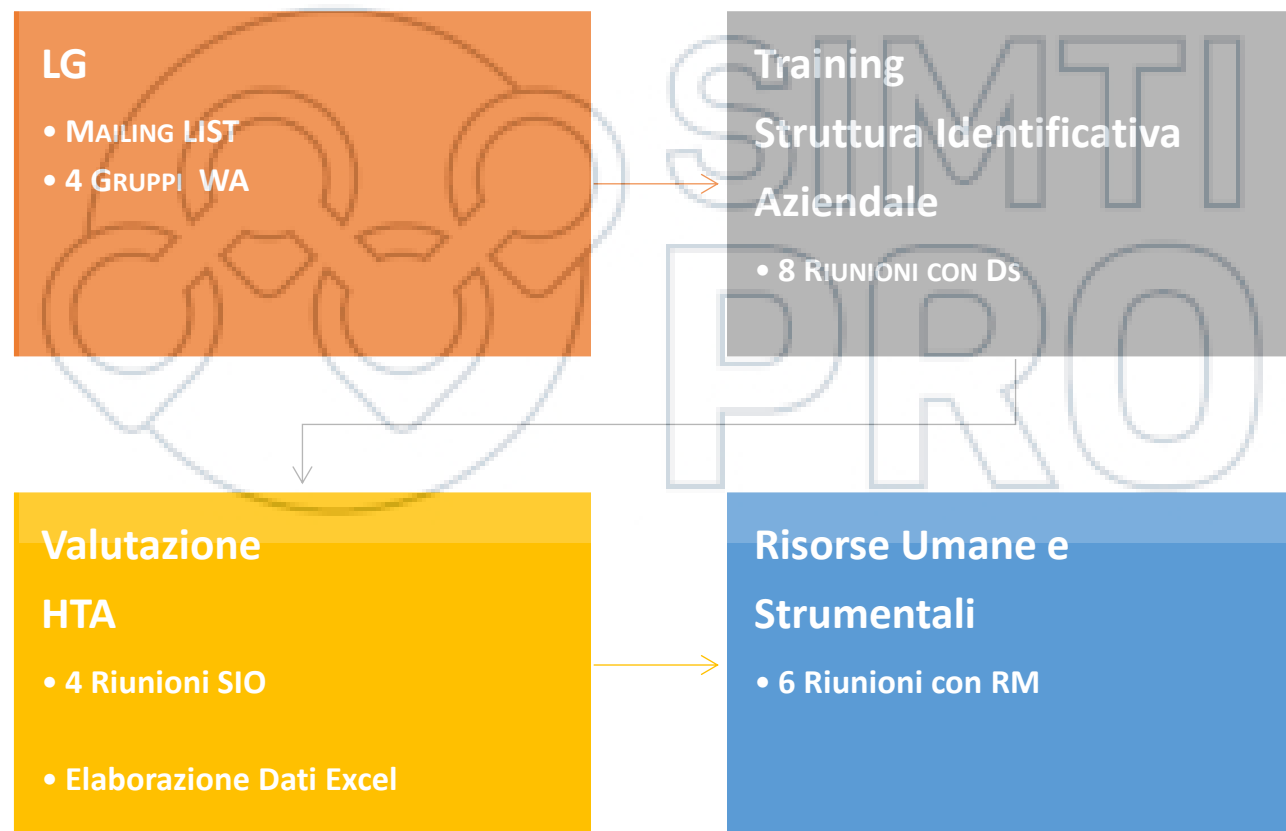 LG
• MAILING LIST
• 4 GRUPPI WA
Training
Struttura Identificativa
Aziendale
• 8 RIUNIONI CON DS
SIMTI
PRO
Valutazione
HTA
• 4 Riunioni SIO
• Elaborazione Dati Excel
Risorse Umane e
Strumentali
• 6 Riunioni con RM